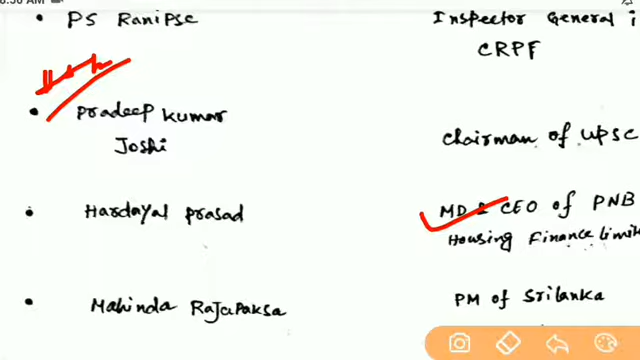 PS Ranipse
Inspector General i
CRPF
Pradeep Kumar
Joshi
Chairman of UPSC
Hardayal Prasad
MD & CEO of PNB
Housing Finance Limit
Mahinda Rajapaksa
PM of Srilanka